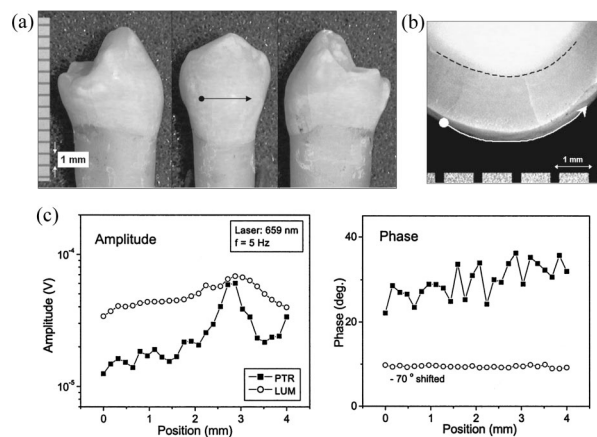 (a)
1 mm
(b)
1 mm
(c)
Amplitude
Laser: 659 nm
f = 5 Hz
Amplitude (V)
10⁻⁴
10⁻⁵
PTR
LUM
0 1 2 3 4
Position (mm)
Phase
Phase (deg.)
40
30
20
10
0
- 70° shifted
0 1 2 3 4
Position (mm)